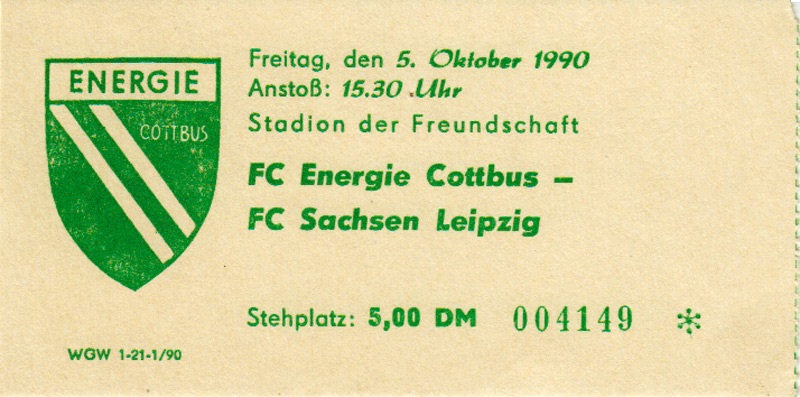 ENERGIE
COTTBUS
Freitag, den 5. Oktober 1990
Anstoß: 15.30 Uhr
Stadion der Freundschaft
FC Energie Cottbus –
FC Sachsen Leipzig
Stehplatz: 5,00 DM 004149 *
WGW 1-21-1/90